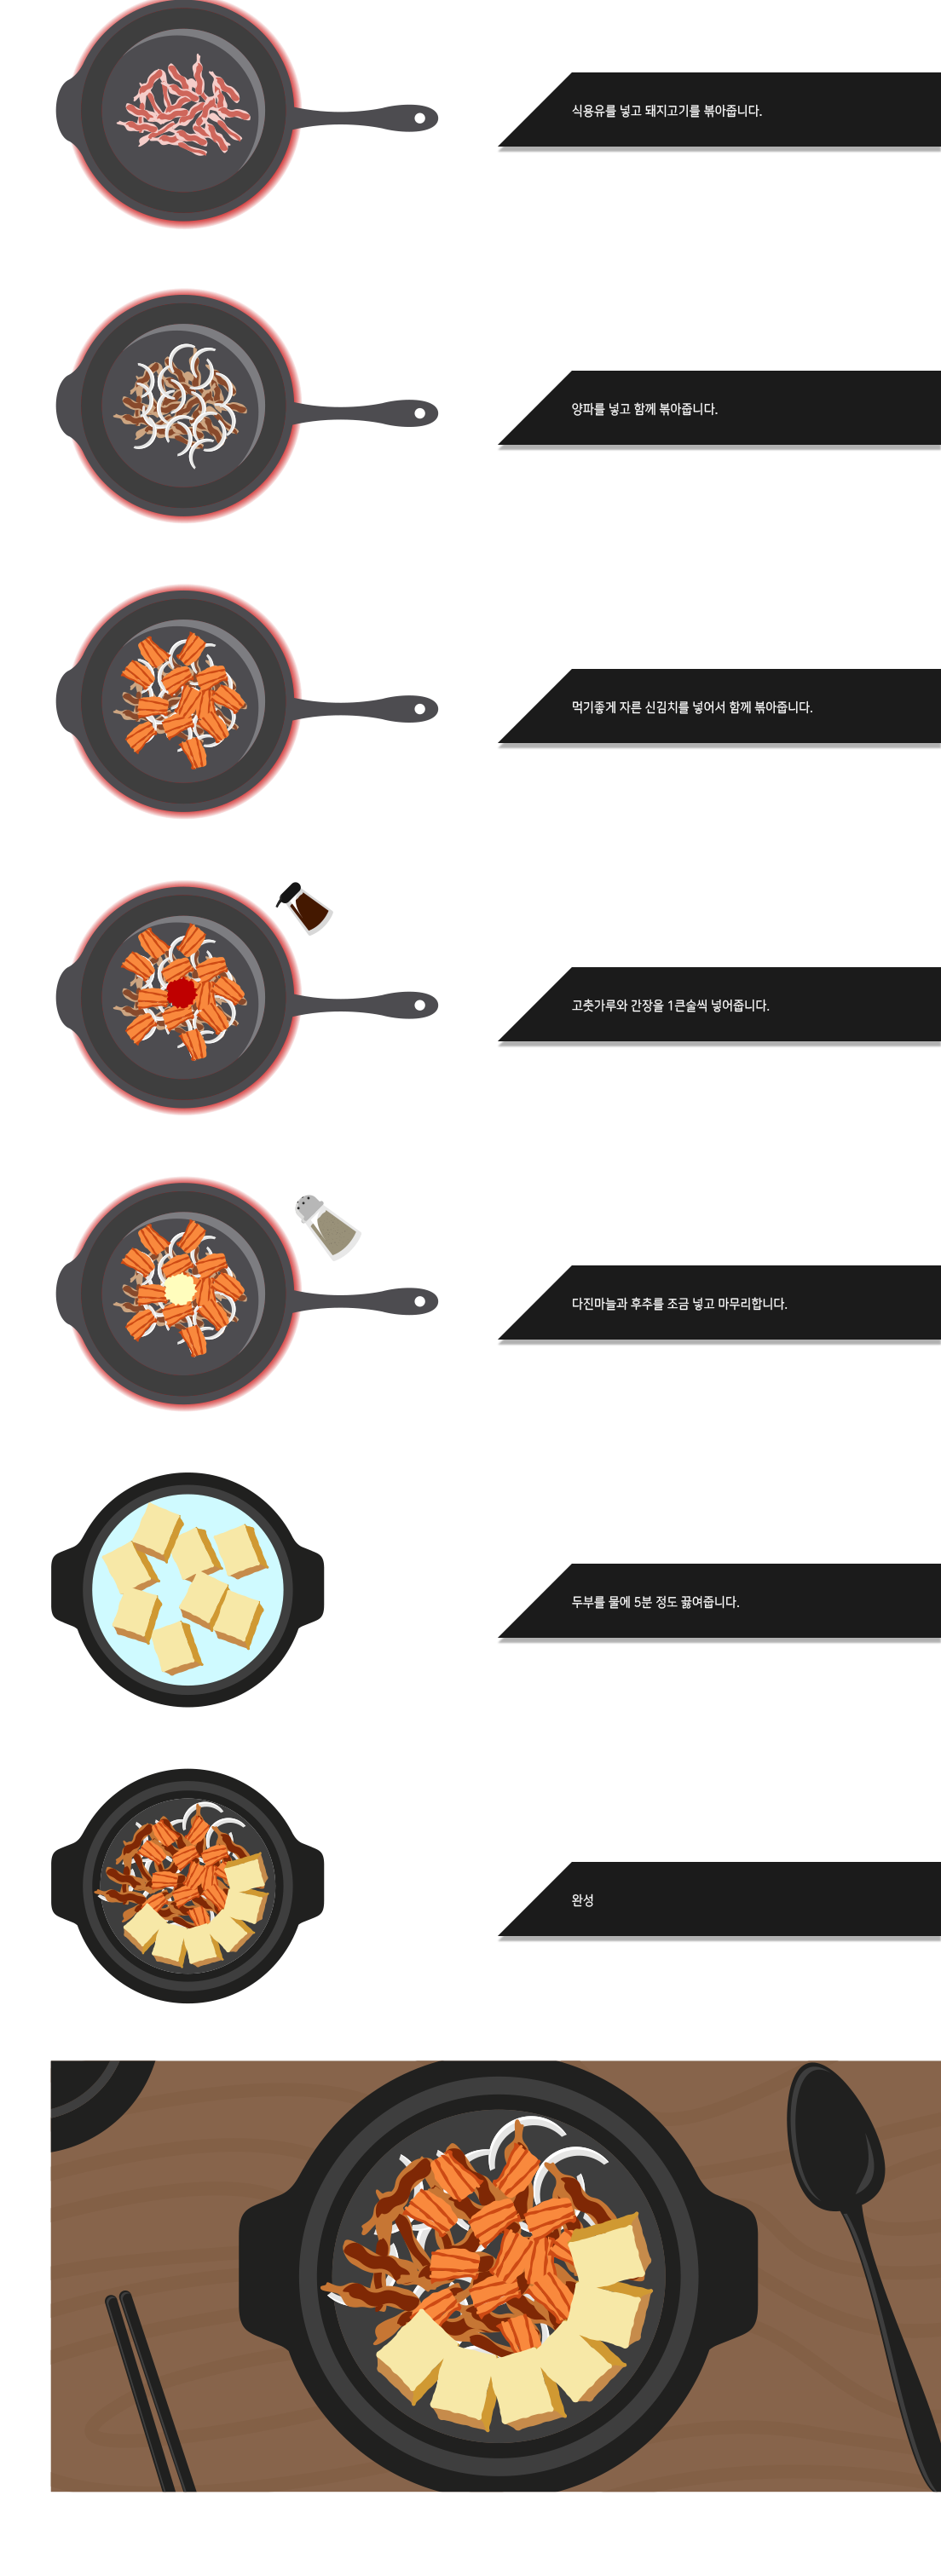 식용유를 넣고 돼지고기를 볶아줍니다.
양파를 넣고 함께 볶아줍니다.
먹기좋게 자른 신김치를 넣어서 함께 볶아줍니다.
고춧가루와 간장을 1큰술씩 넣어줍니다.
다진마늘과 후추를 조금 넣고 마무리합니다.
두부를 물에 5분 정도 끓여줍니다.
완성